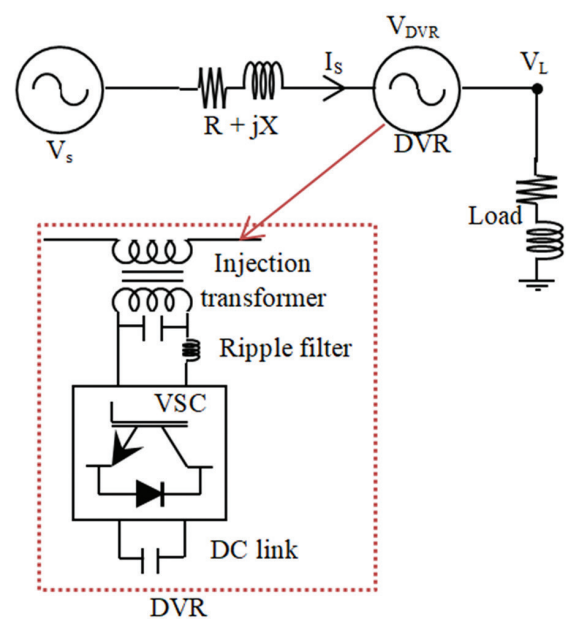 V_DVR
I_S
V_L
R + jX
DVR
V_s
Load
Injection
transformer
Ripple filter
VSC
DC link
DVR